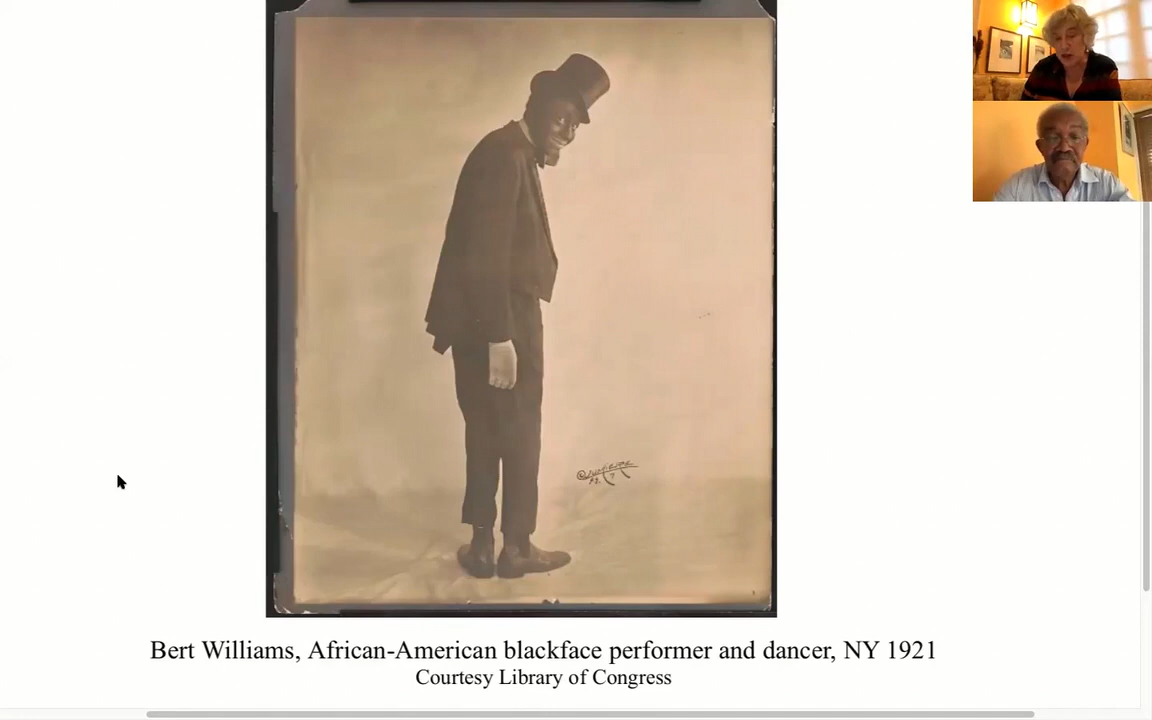 Bert Williams, African-American blackface performer and dancer, NY 1921
Courtesy Library of Congress